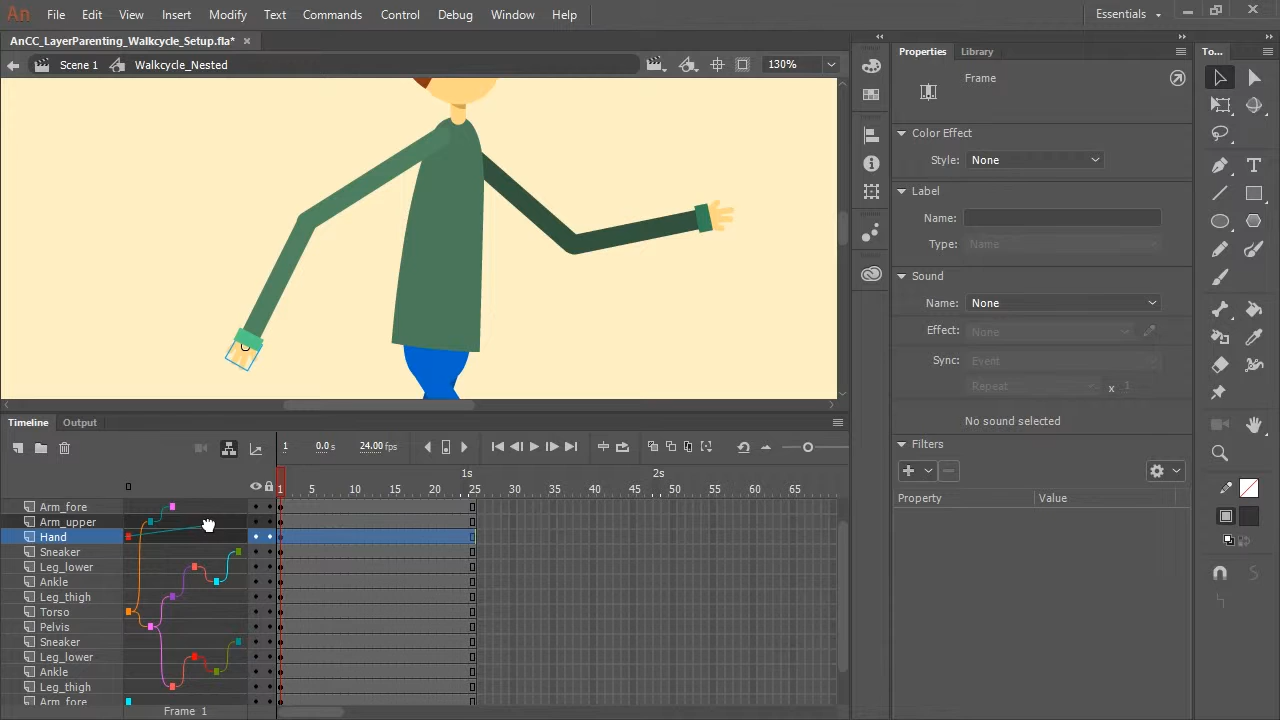 An File Edit View Insert Modify Text Commands Control Debug Window Help Essentials
AnCC_LayerParenting_Walkcycle_Setup.fla*
Scene 1 Walkcycle_Nested 130%
Properties Library
To...
Frame
Color Effect
Style: None
Label
Name:
Type: Name
Sound
Name: None
Effect: None
Sync: Event
Repeat x 1
No sound selected
Filters
Property Value
Timeline Output
1 0.0 s 24.00 fps
1s 2s
1 5 10 15 20 25 30 35 40 45 50 55 60 65
Arm_fore
Arm_upper
Hand
Sneaker
Leg_lower
Ankle
Leg_thigh
Torso
Pelvis
Sneaker
Leg_lower
Ankle
Leg_thigh
Arm_fore
Frame 1